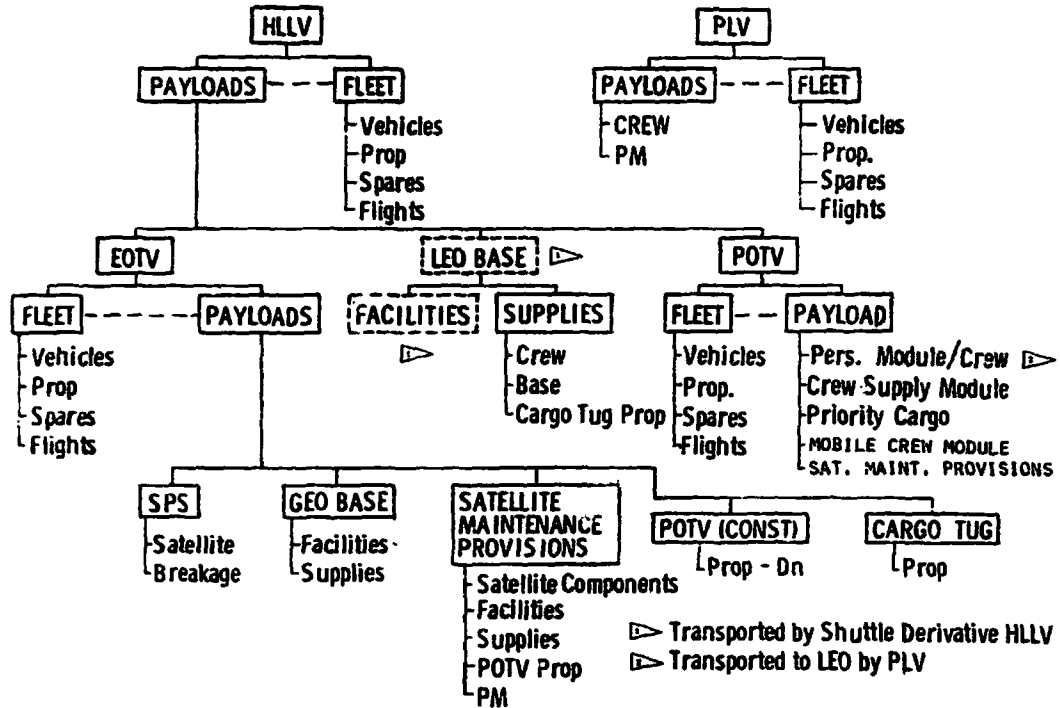 HLLV
PLV
PAYLOADS
FLEET
PAYLOADS
FLEET
Vehicles
Prop
Spares
Flights
CREW
PM
Vehicles
Prop.
Spares
Flights
EOTV
LEO BASE
POTV
FLEET
PAYLOADS
FACILITIES
SUPPLIES
FLEET
PAYLOAD
Vehicles
Prop
Spares
Flights
Crew
Base
Cargo Tug Prop
Vehicles
Prop.
Spares
Flights
Pers. Module/Crew
Crew Supply Module
Priority Cargo
MOBILE CREW MODULE
SAT. MAINT. PROVISIONS
SPS
GEO BASE
SATELLITE
MAINTENANCE
PROVISIONS
POTV (CONST)
CARGO TUG
Satellite
Breakage
Facilities
Supplies
Satellite Components
Facilities
Supplies
POTV Prop
PM
Prop - Dn
Prop
Transported by Shuttle Derivative HLLV
Transported to LEO by PLV